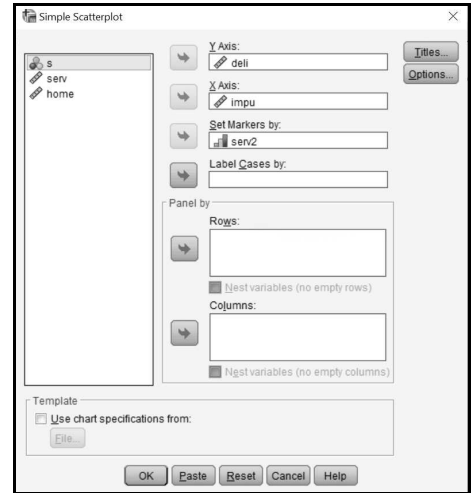 Simple Scatterplot
s
serv
home
Y Axis:
deli
X Axis:
impu
Set Markers by:
serv2
Label Cases by:
Titles...
Options...
Panel by
Rows:
Nest variables (no empty rows)
Columns:
Nest variables (no empty columns)
Template
Use chart specifications from:
File...
OK Paste Reset Cancel Help